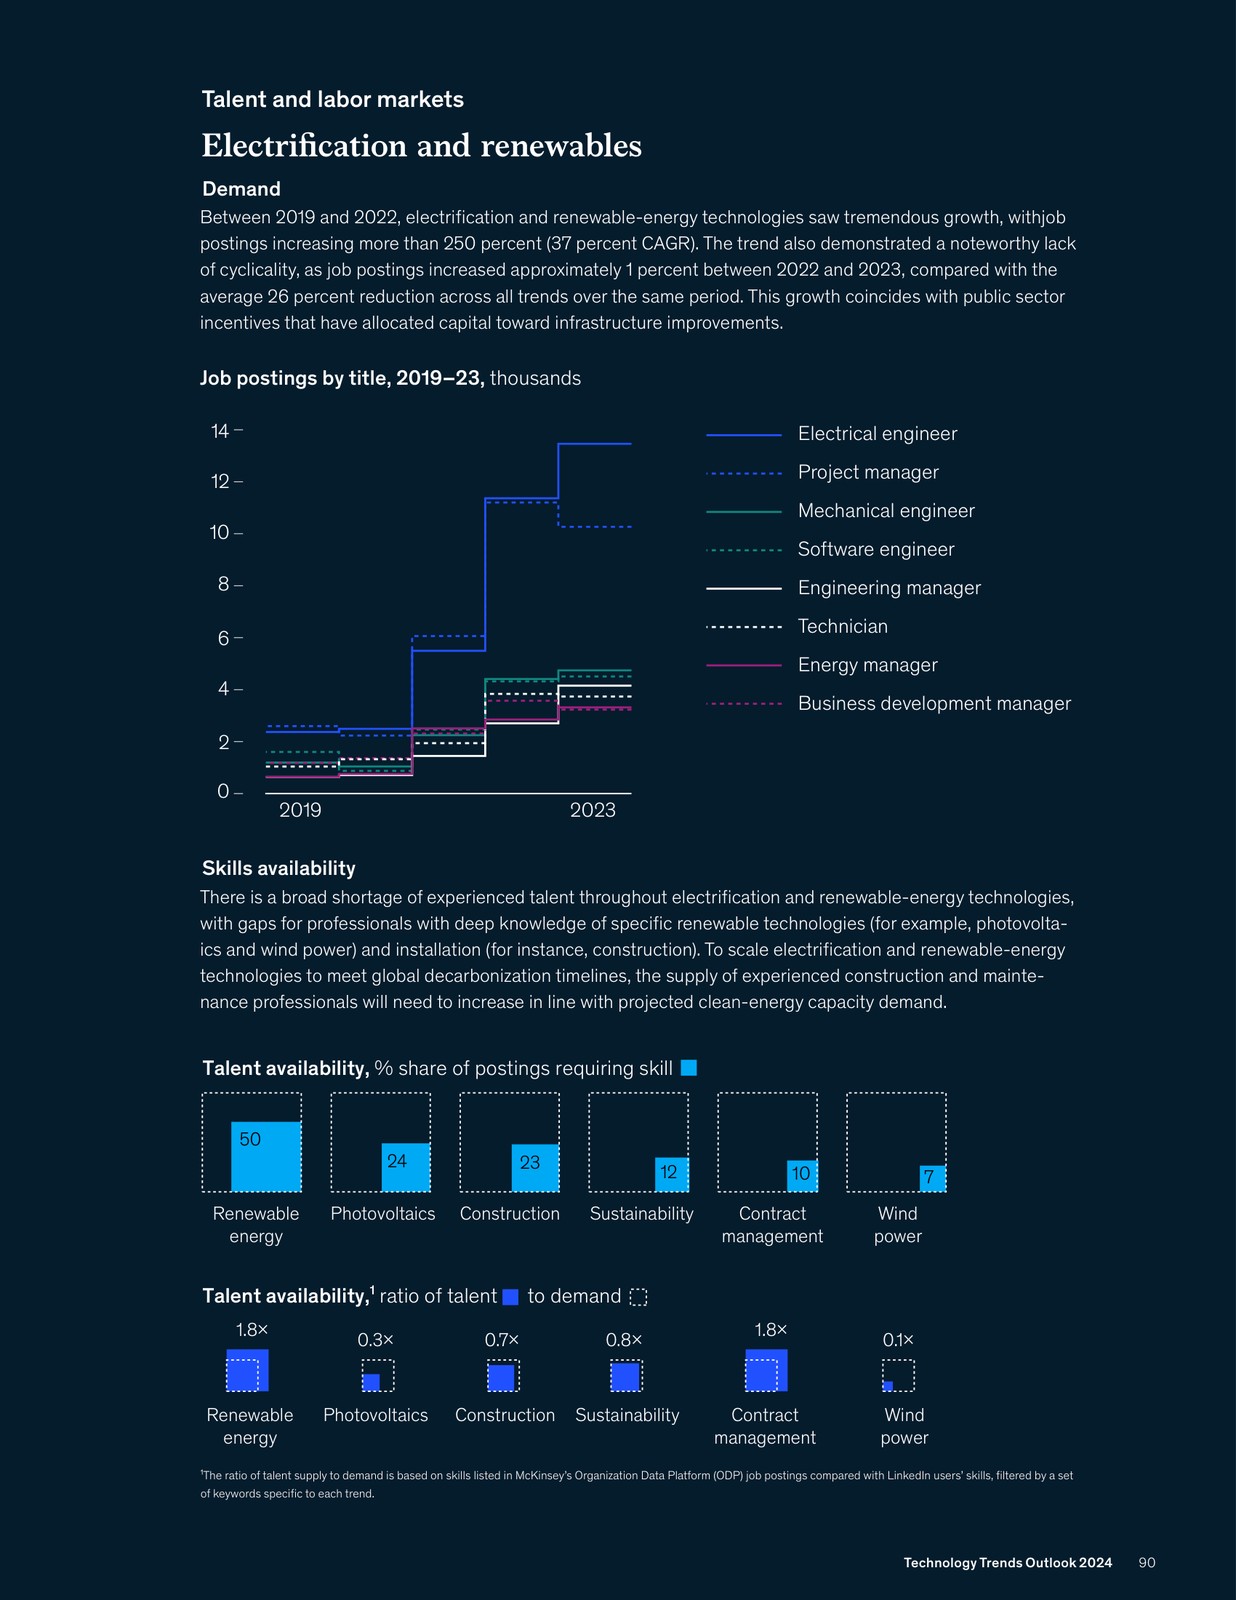 Talent and labor markets
Electrification and renewables
Demand
Between 2019 and 2022, electrification and renewable-energy technologies saw tremendous growth, withjob
postings increasing more than 250 percent (37 percent CAGR). The trend also demonstrated a noteworthy lack
of cyclicality, as job postings increased approximately 1 percent between 2022 and 2023, compared with the
average 26 percent reduction across all trends over the same period. This growth coincides with public sector
incentives that have allocated capital toward infrastructure improvements.
Job postings by title, 2019–23, thousands
14
12
10
8
6
4
2
0
2019
2023
Electrical engineer
Project manager
Mechanical engineer
Software engineer
Engineering manager
Technician
Energy manager
Business development manager
Skills availability
There is a broad shortage of experienced talent throughout electrification and renewable-energy technologies,
with gaps for professionals with deep knowledge of specific renewable technologies (for example, photovolta-
ics and wind power) and installation (for instance, construction). To scale electrification and renewable-energy
technologies to meet global decarbonization timelines, the supply of experienced construction and mainte-
nance professionals will need to increase in line with projected clean-energy capacity demand.
Talent availability, % share of postings requiring skill
50
24
23
12
10
7
Renewable
energy
Photovoltaics
Construction
Sustainability
Contract
management
Wind
power
Talent availability,¹ ratio of talent to demand
1.8×
0.3×
0.7×
0.8×
1.8×
0.1×
Renewable
energy
Photovoltaics
Construction
Sustainability
Contract
management
Wind
power
¹The ratio of talent supply to demand is based on skills listed in McKinsey’s Organization Data Platform (ODP) job postings compared with LinkedIn users’ skills, filtered by a set
of keywords specific to each trend.
Technology Trends Outlook 2024 90